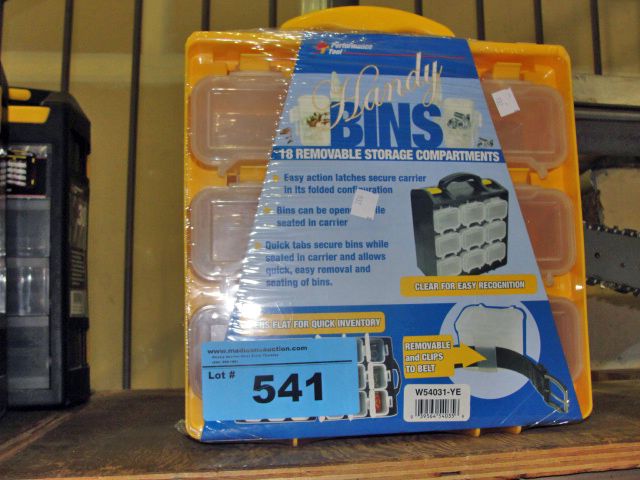 Performance
Tool
Handy
BINS
18 REMOVABLE STORAGE COMPARTMENTS
Easy action latches secure carrier
in its folded configuration
Bins can be opened while
seated in carrier
Quick tabs secure bins while
seated in carrier and allows
quick, easy removal and
seating of bins.
CLEAR FOR EASY RECOGNITION
FLAT FOR QUICK INVENTORY
REMOVABLE
and CLIPS
TO BELT
W54031-YE
Lot # 541